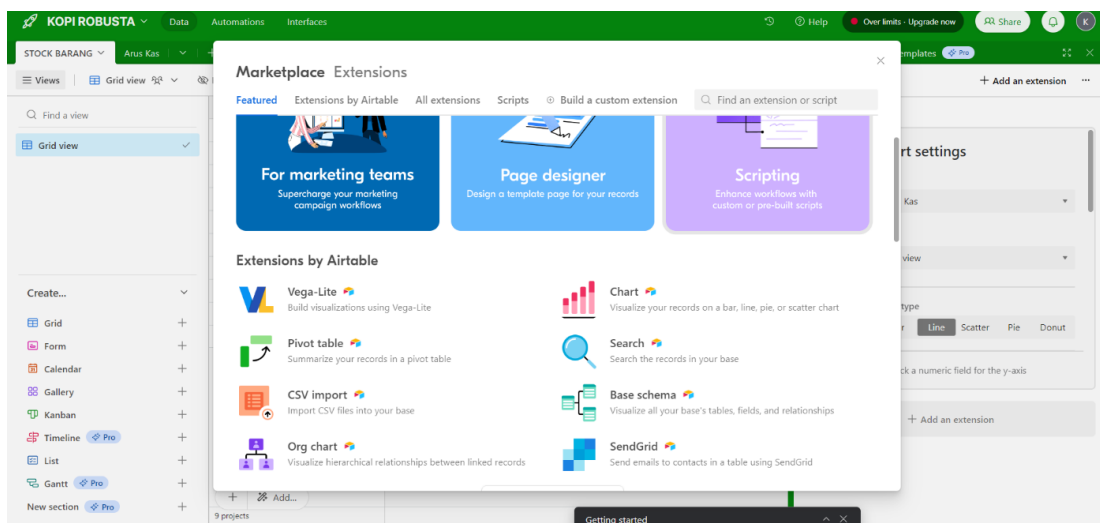 KOPI ROBUSTA
Data
Automations
Interfaces
Help
Over limits - Upgrade now
Share
K
STOCK BARANG
Arus Kas
Pro
Views
Grid view
+ Add an extension
Find a view
Grid view
Create...
Grid
Form
Calendar
Gallery
Kanban
Timeline
Pro
List
Gantt
Pro
New section
Pro
Marketplace Extensions
Featured
Extensions by Airtable
All extensions
Scripts
Build a custom extension
Find an extension or script
For marketing teams
Supercharge your marketing
campaign workflows
Page designer
Design a template page for your records
Scripting
Enhance workflows with
custom or pre-built scripts
Extensions by Airtable
Vega-Lite
Build visualizations using Vega-Lite
Chart
Visualize your records on a bar, line, pie, or scatter chart
Pivot table
Summarize your records in a pivot table
Search
Search the records in your base
CSV import
Import CSV files into your base
Base schema
Visualize all your base's tables, fields, and relationships
Org chart
Visualize hierarchical relationships between linked records
SendGrid
Send emails to contacts in a table using SendGrid
settings
Kas
view
type
Line
Scatter
Pie
Donut
a numeric field for the y-axis
+ Add an extension
+ Add...
9 projects
Getting started